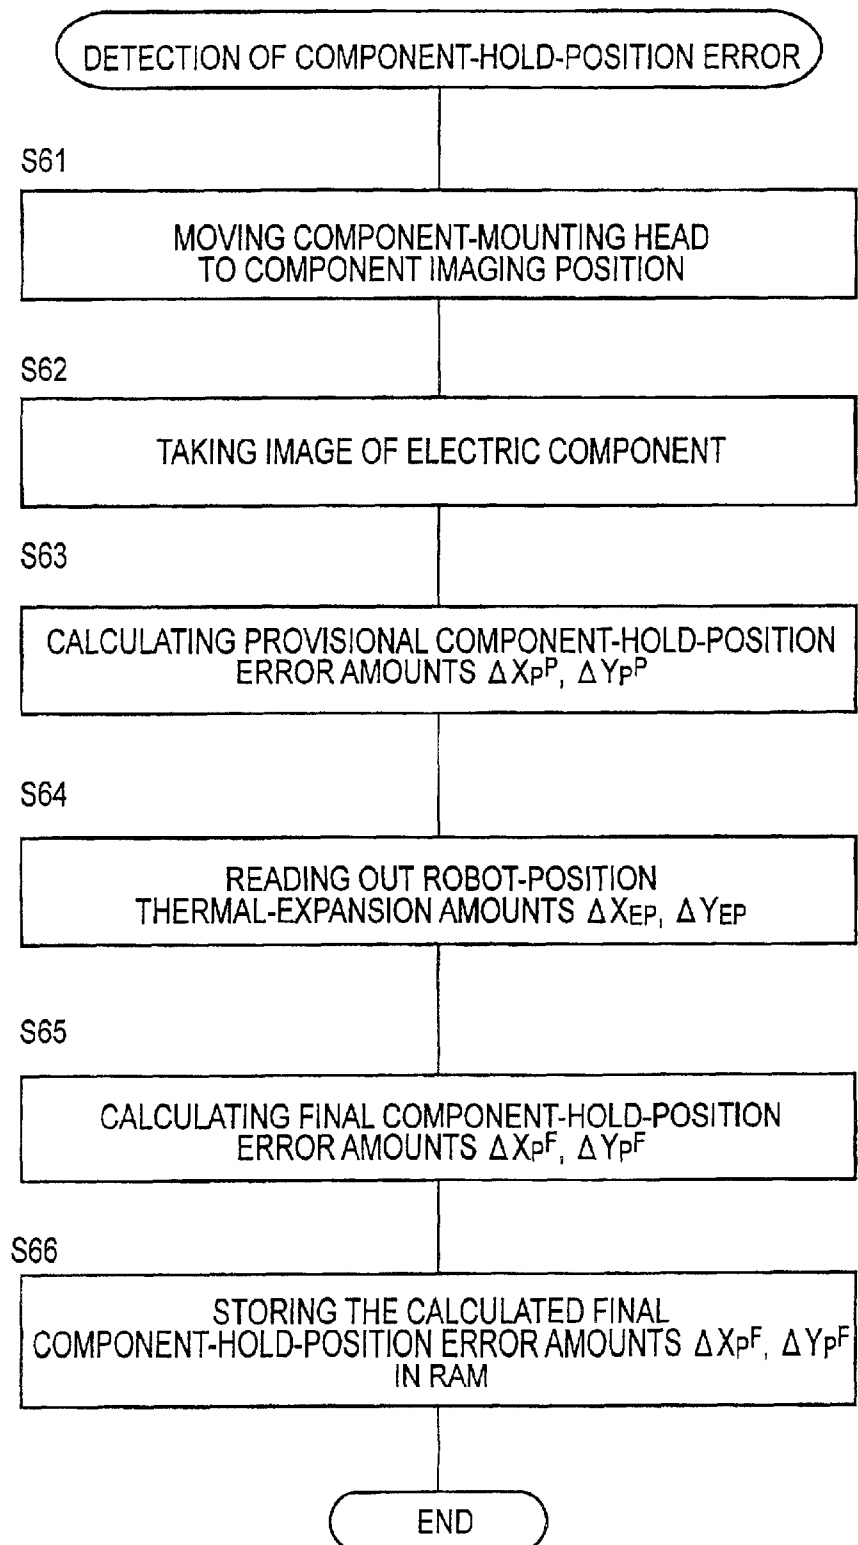 DETECTION OF COMPONENT-HOLD-POSITION ERROR
S61
MOVING COMPONENT-MOUNTING HEAD
TO COMPONENT IMAGING POSITION
S62
TAKING IMAGE OF ELECTRIC COMPONENT
S63
CALCULATING PROVISIONAL COMPONENT-HOLD-POSITION
ERROR AMOUNTS ΔXPᴾ, ΔYPᴾ
S64
READING OUT ROBOT-POSITION
THERMAL-EXPANSION AMOUNTS ΔXEP, ΔYEP
S65
CALCULATING FINAL COMPONENT-HOLD-POSITION
ERROR AMOUNTS ΔXPF, ΔYPF
S66
STORING THE CALCULATED FINAL
COMPONENT-HOLD-POSITION ERROR AMOUNTS ΔXPF, ΔYPF
IN RAM
END